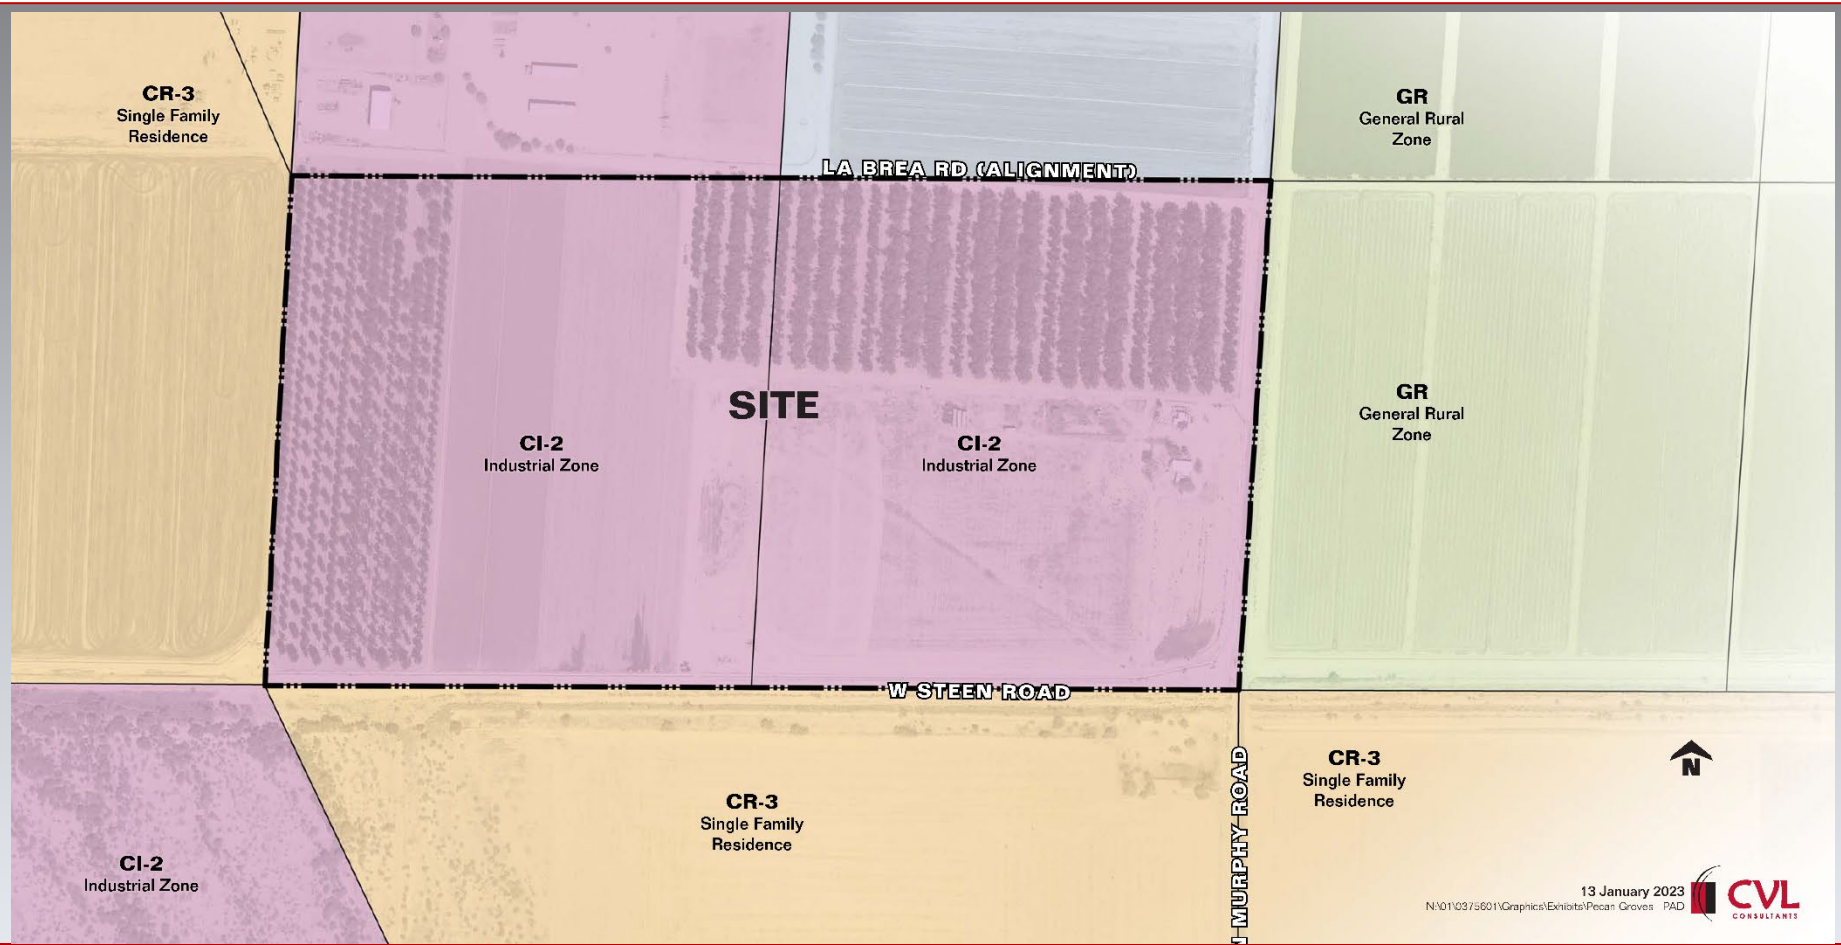 CR-3
Single Family
Residence
GR
General Rural
Zone
LA BREA RD (ALIGNMENT)
SITE
GR
General Rural
Zone
CI-2
Industrial Zone
CI-2
Industrial Zone
W STEEN ROAD
CR-3
Single Family
Residence
CR-3
Single Family
Residence
N
MURPHY ROAD
CI-2
Industrial Zone
13 January 2023
N:\01\0375601\Graphics\Exhibits\Pecan Groves PAD
CVL
CONSULTANTS